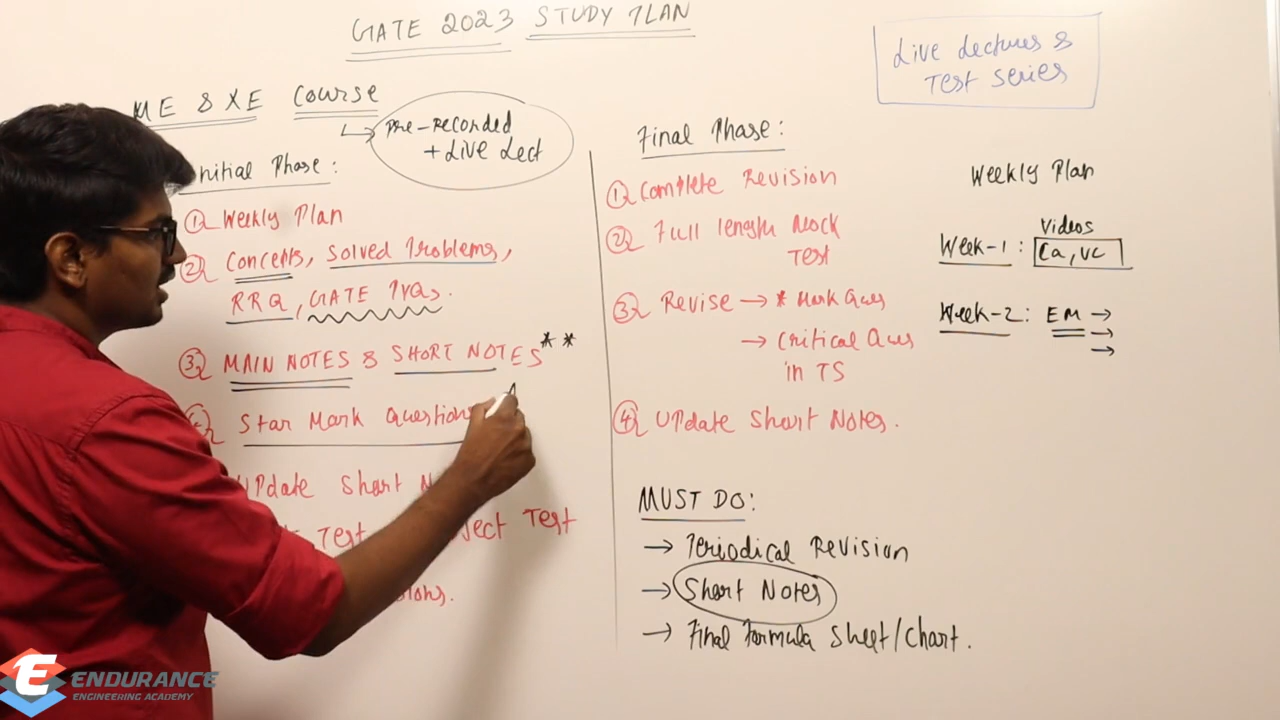 GATE 2023 STUDY PLAN
Live Lectures &
Test series
ME & XE Course
Pre-Recorded
+ Live Lect
Initial Phase:
① Weekly Plan
② Concepts, Solved Problems,
RRQ, GATE PYQs.
③ MAIN NOTES & SHORT NOTES**
Star Mark Questions
Update Short
Test Test
Final Phase:
① Complete Revision
② Full length Mock
Test
③ Revise → * Mark Ques
→ Critical Ques
in TS
④ Update Short Notes.
MUST DO:
→ Periodical Revision
→ Short Notes
→ Final Formula Sheet/Chart.
Weekly Plan
Videos
Week-1: Ca, VC
Week-2: EM →
→
→
ENDURANCE
ENGINEERING ACADEMY